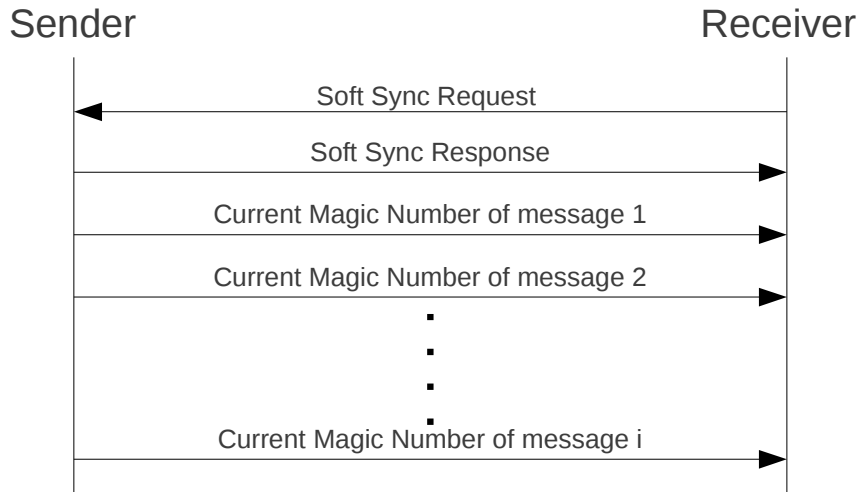 Sender
Receiver
Soft Sync Request
Soft Sync Response
Current Magic Number of message 1
Current Magic Number of message 2
Current Magic Number of message i